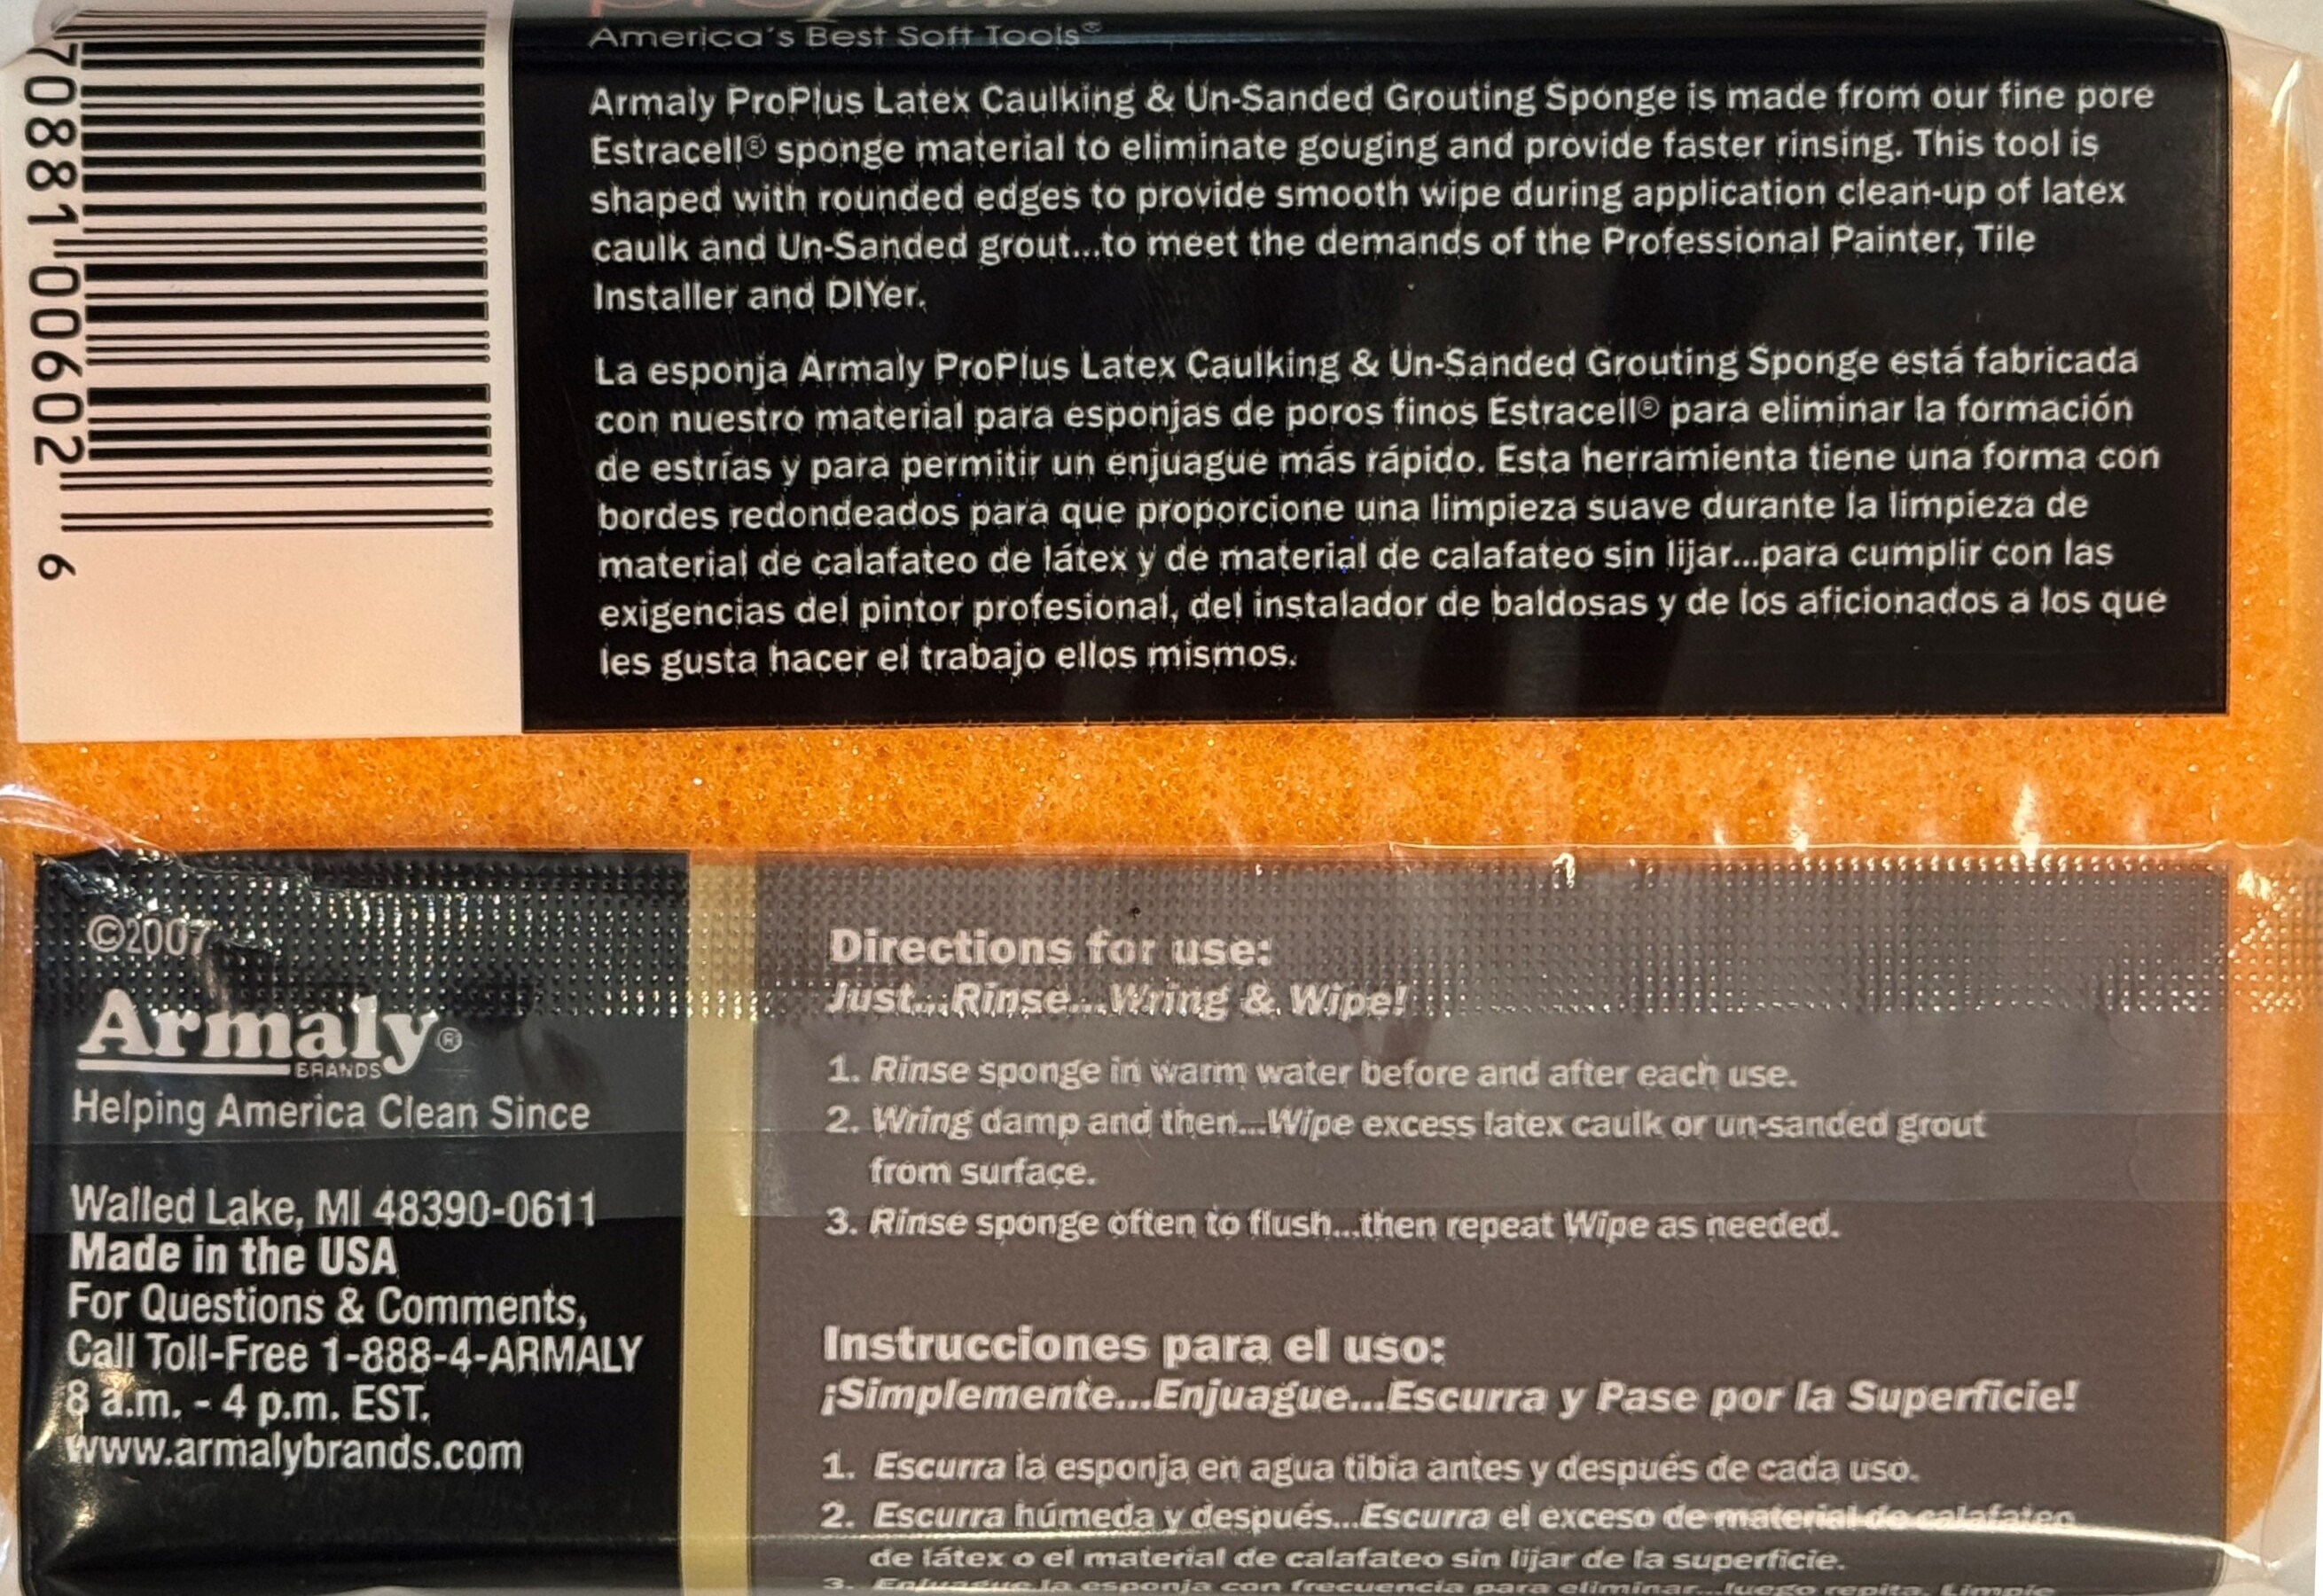 America's Best Soft Tools®
Armaly ProPlus Latex Caulking & Un-Sanded Grouting Sponge is made from our fine pore
Estracell® sponge material to eliminate gouging and provide faster rinsing. This tool is
shaped with rounded edges to provide smooth wipe during application clean-up of latex
caulk and Un-Sanded grout...to meet the demands of the Professional Painter, Tile
Installer and DIYer.
La esponja Armaly ProPlus Latex Caulking & Un-Sanded Grouting Sponge está fabricada
con nuestro material para esponjas de poros finos Estracell® para eliminar la formación
de estrías y para permitir un enjuague más rápido. Esta herramienta tiene una forma con
bordes redondeados para que proporcione una limpieza suave durante la limpieza de
material de calafateo de látex y de material de calafateo sin lijar...para cumplir con las
exigencias del pintor profesional, del instalador de baldosas y de los aficionados a los que
les gusta hacer el trabajo ellos mismos.
7 08811 00602 6
©2007
Armaly®
BRANDS
Helping America Clean Since
Walled Lake, MI 48390-0611
Made in the USA
For Questions & Comments,
Call Toll-Free 1-888-4-ARMALY
8 a.m. - 4 p.m. EST.
www.armalybrands.com
Directions for use:
Just...Rinse...Wring & Wipe!
1. Rinse sponge in warm water before and after each use.
2. Wring damp and then...Wipe excess latex caulk or un-sanded grout
from surface.
3. Rinse sponge often to flush...then repeat Wipe as needed.
Instrucciones para el uso:
¡Simplemente...Enjuague...Escurra y Pase por la Superficie!
1. Escurra la esponja en agua tibia antes y después de cada uso.
2. Escurra húmeda y después...Escurra el exceso de material de calafateo
de látex o el material de calafateo sin lijar de la superficie.
3. Enjuague la esponja con frecuencia para eliminar...luego repita. Limpie